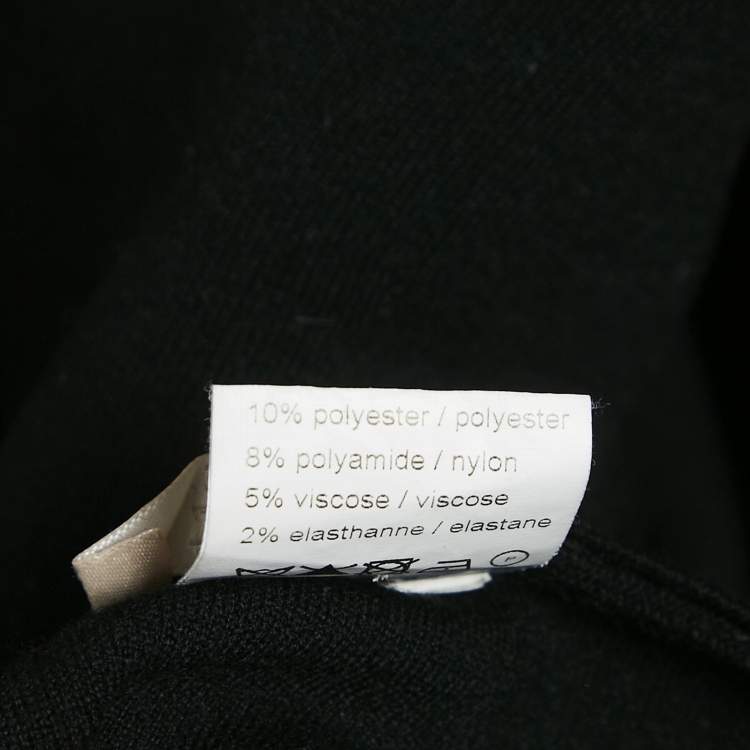 10% polyester / polyester
8% polyamide / nylon
5% viscose / viscose
2% elasthanne / elastane
P